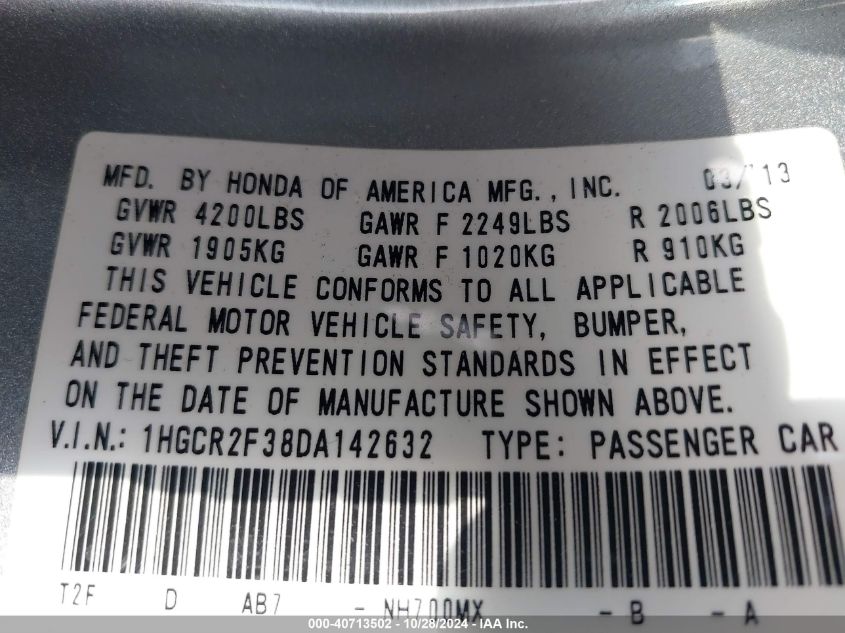 MFD. BY HONDA OF AMERICA MFG., INC. 03/13
GVWR 4200LBS GAWR F 2249LBS R 2006LBS
GVWR 1905KG GAWR F 1020KG R 910KG
THIS VEHICLE CONFORMS TO ALL APPLICABLE
FEDERAL MOTOR VEHICLE SAFETY, BUMPER,
AND THEFT PREVENTION STANDARDS IN EFFECT
ON THE DATE OF MANUFACTURE SHOWN ABOVE.
V.I.N.: 1HGCR2F38DA142632 TYPE: PASSENGER CAR
T2F D AB7 - NH700MX - B - A
000-40713502 - 10/28/2024 - IAA Inc.